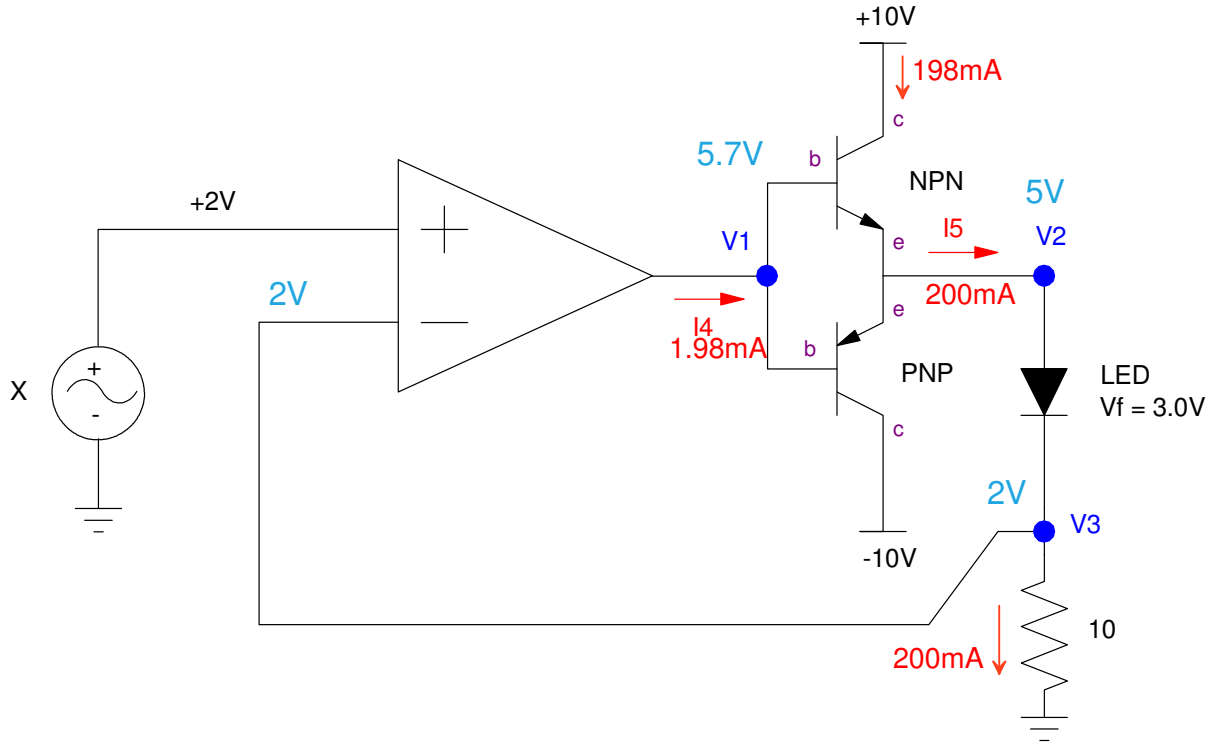 +10V
198mA
c
5.7V
b
NPN
+2V
5V
V1
I5
V2
e
2V
200mA
I4
e
1.98mA
b
PNP
LED
X
+
-
Vf = 3.0V
c
2V
V3
-10V
10
200mA